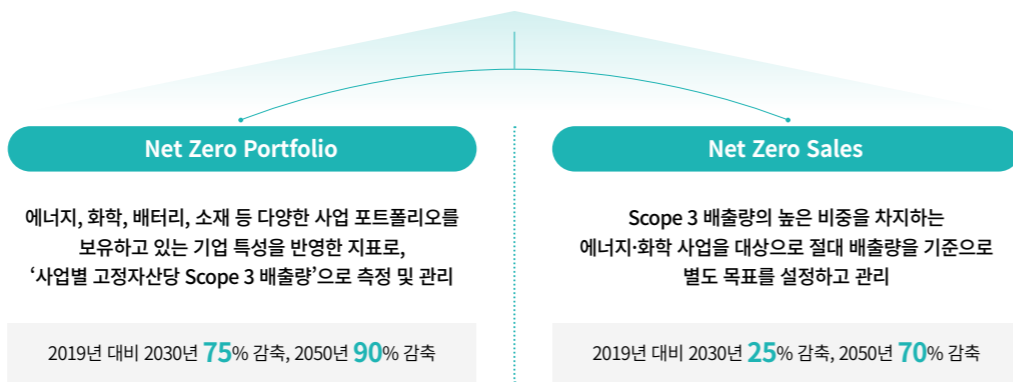 Net Zero Portfolio
에너지, 화학, 배터리, 소재 등 다양한 사업 포트폴리오를
보유하고 있는 기업 특성을 반영한 지표로,
‘사업별 고정자산당 Scope 3 배출량’으로 측정 및 관리
2019년 대비 2030년 75% 감축, 2050년 90% 감축
Net Zero Sales
Scope 3 배출량의 높은 비중을 차지하는
에너지·화학 사업을 대상으로 절대 배출량을 기준으로
별도 목표를 설정하고 관리
2019년 대비 2030년 25% 감축, 2050년 70% 감축